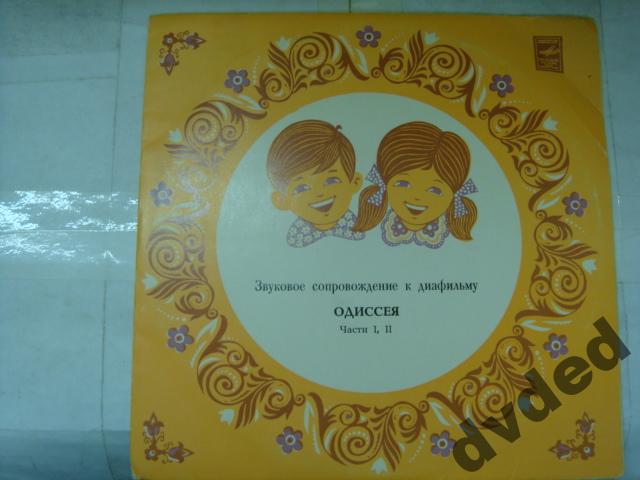 Звуковое сопровождение к диафильму
ОДИССЕЯ
Части I, II
dvded